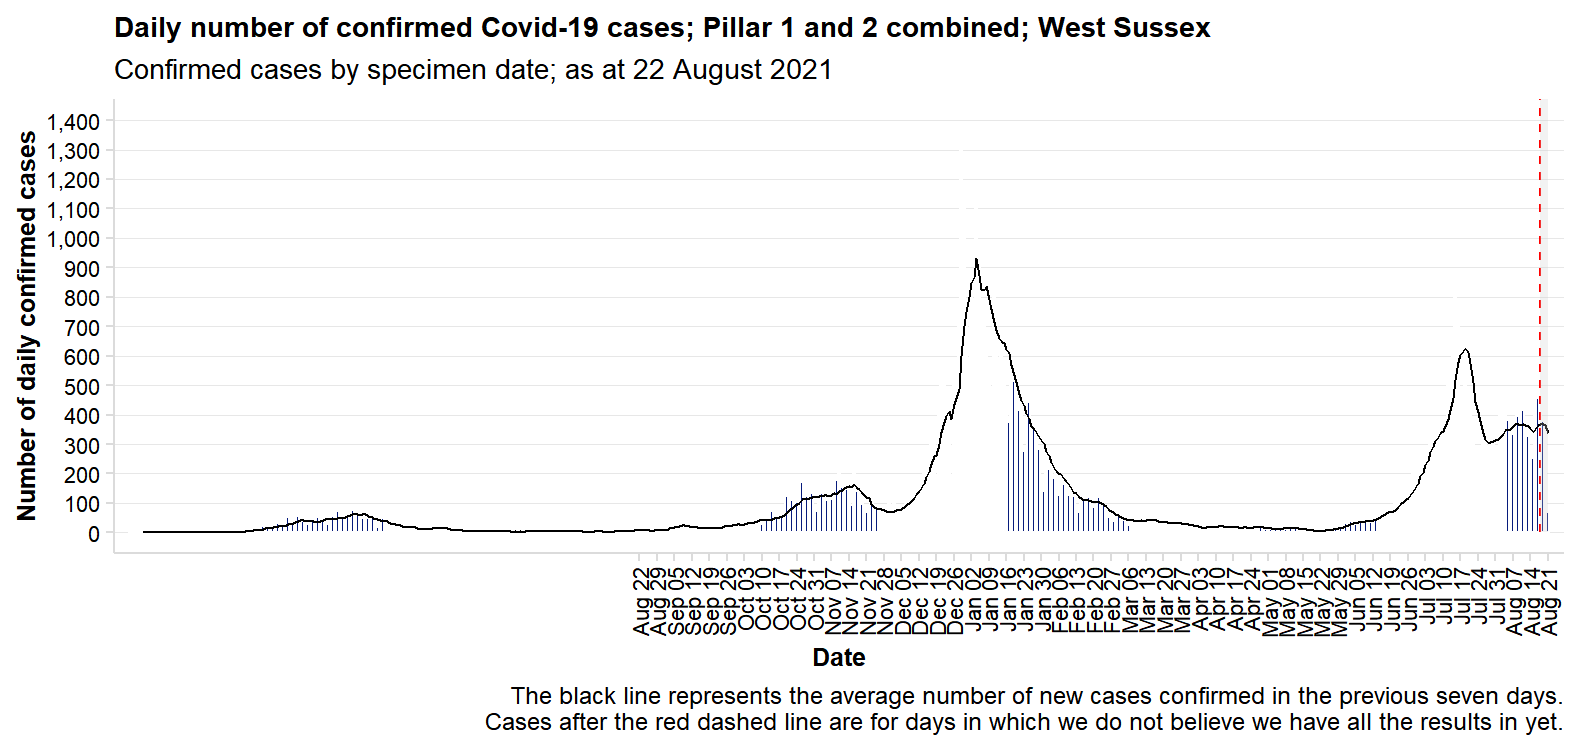 Daily number of confirmed Covid-19 cases; Pillar 1 and 2 combined; West Sussex
Confirmed cases by specimen date; as at 22 August 2021
Number of daily confirmed cases
1,400
1,300
1,200
1,100
1,000
900
800
700
600
500
400
300
200
100
0
Aug 22
Aug 29
Sep 05
Sep 12
Sep 19
Sep 26
Oct 03
Oct 10
Oct 17
Oct 24
Oct 31
Nov 07
Nov 14
Nov 21
Nov 28
Dec 05
Dec 12
Dec 19
Dec 26
Jan 02
Jan 09
Jan 16
Jan 23
Jan 30
Feb 06
Feb 13
Feb 20
Feb 27
Mar 06
Mar 13
Mar 20
Mar 27
Apr 03
Apr 10
Apr 17
Apr 24
May 01
May 08
May 15
May 22
May 29
Jun 05
Jun 12
Jun 19
Jun 26
Jul 03
Jul 10
Jul 17
Jul 24
Jul 31
Aug 07
Aug 14
Aug 21
Date
The black line represents the average number of new cases confirmed in the previous seven days.
Cases after the red dashed line are for days in which we do not believe we have all the results in yet.